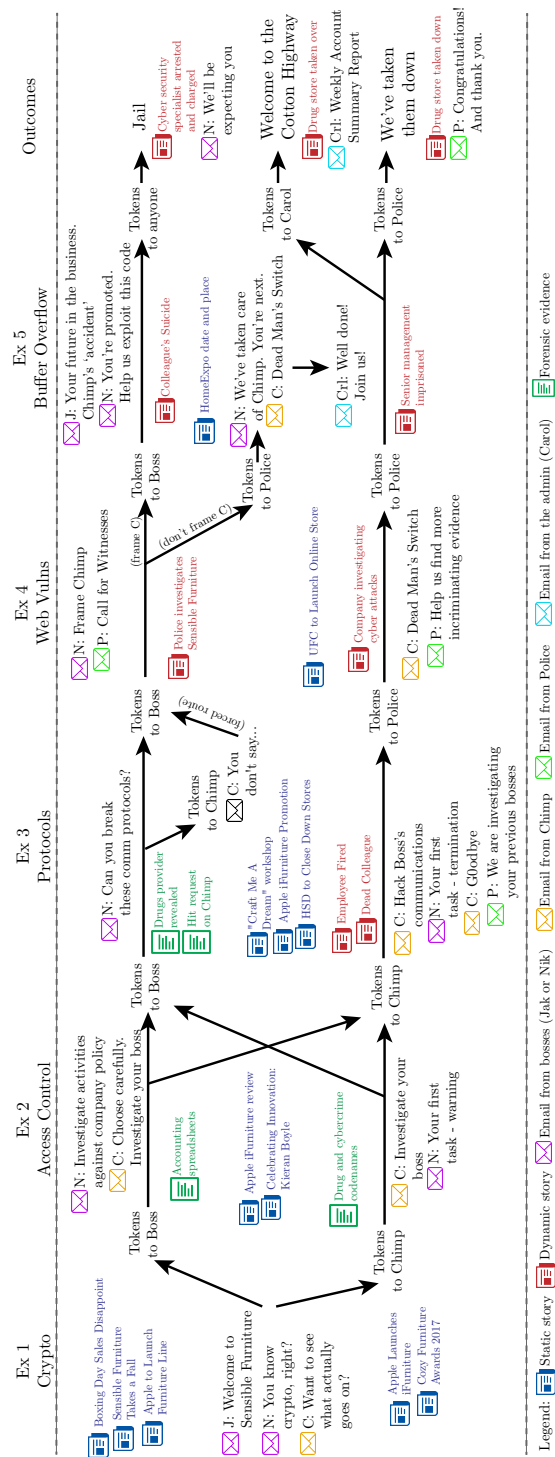 Ex 1
Crypto
Ex 2
Access Control
Ex 3
Protocols
Ex 4
Web Vulns
Ex 5
Buffer Overflow
Outcomes
Boxing Day Sales Disappoint
Sensible Furniture
Takes a Fall
Apple to Launch
Furniture Line
J: Welcome to
Sensible Furniture
N: You know
crypto, right?
C: Want to see
what actually
goes on?
Apple Launches
iFurniture
Cozy Furniture
Awards 2017
Tokens
to Boss
Tokens
to Chimp
N: Investigate activities
against company policy
C: Choose carefully.
Investigate your boss
Accounting
spreadsheets
Apple iFurniture review
Celebrating Innovation:
Kieran Boyle
Drug and cybercrime
codenames
C: Investigate your
boss
N: Your first
task - warning
Tokens
to Boss
Tokens
to Chimp
N: Can you break
these comm protocols?
Drugs provider
revealed
Hit request
on Chimp
Tokens
to Chimp
C: You
don't say...
(forced route)
"Craft Me A
Dream" workshop
Apple iFurniture Promotion
HSD to Close Down Stores
Employee Fired
Dead Colleague
C: Hack Boss's
communications
N: Your first
task - termination
C: G0odbye
P: We are investigating
your previous bosses
Tokens
to Boss
Tokens
to Police
N: Frame Chimp
P: Call for Witnesses
(frame C)
(don't frame C)
Police investigates
Sensible Furniture
UFC to Launch Online Store
Company investigating
cyber attacks
C: Dead Man's Switch
P: Help us find more
incriminating evidence
Tokens
to Boss
Tokens
to Police
Tokens
to Police
J: Your future in the business.
Chimp's 'accident'
N: You're promoted.
Help us exploit this code
Colleague's Suicide
HomeExpo date and place
N: We've taken care
of Chimp. You're next.
C: Dead Man's Switch
Crl: Well done!
Join us!
Senior management
imprisoned
Tokens
to anyone
Tokens
to Carol
Tokens
to Police
Jail
Cyber security
specialist arrested
and charged
N: We'll be
expecting you
Welcome to the
Cotton Highway
Drug store taken over
Crl: Weekly Account
Summary Report
We've taken
them down
Drug store taken down
P: Congratulations!
And thank you.
Legend: Static story Dynamic story Email from bosses (Jak or Nik) Email from Chimp Email from Police Email from the admin (Carol) Forensic evidence